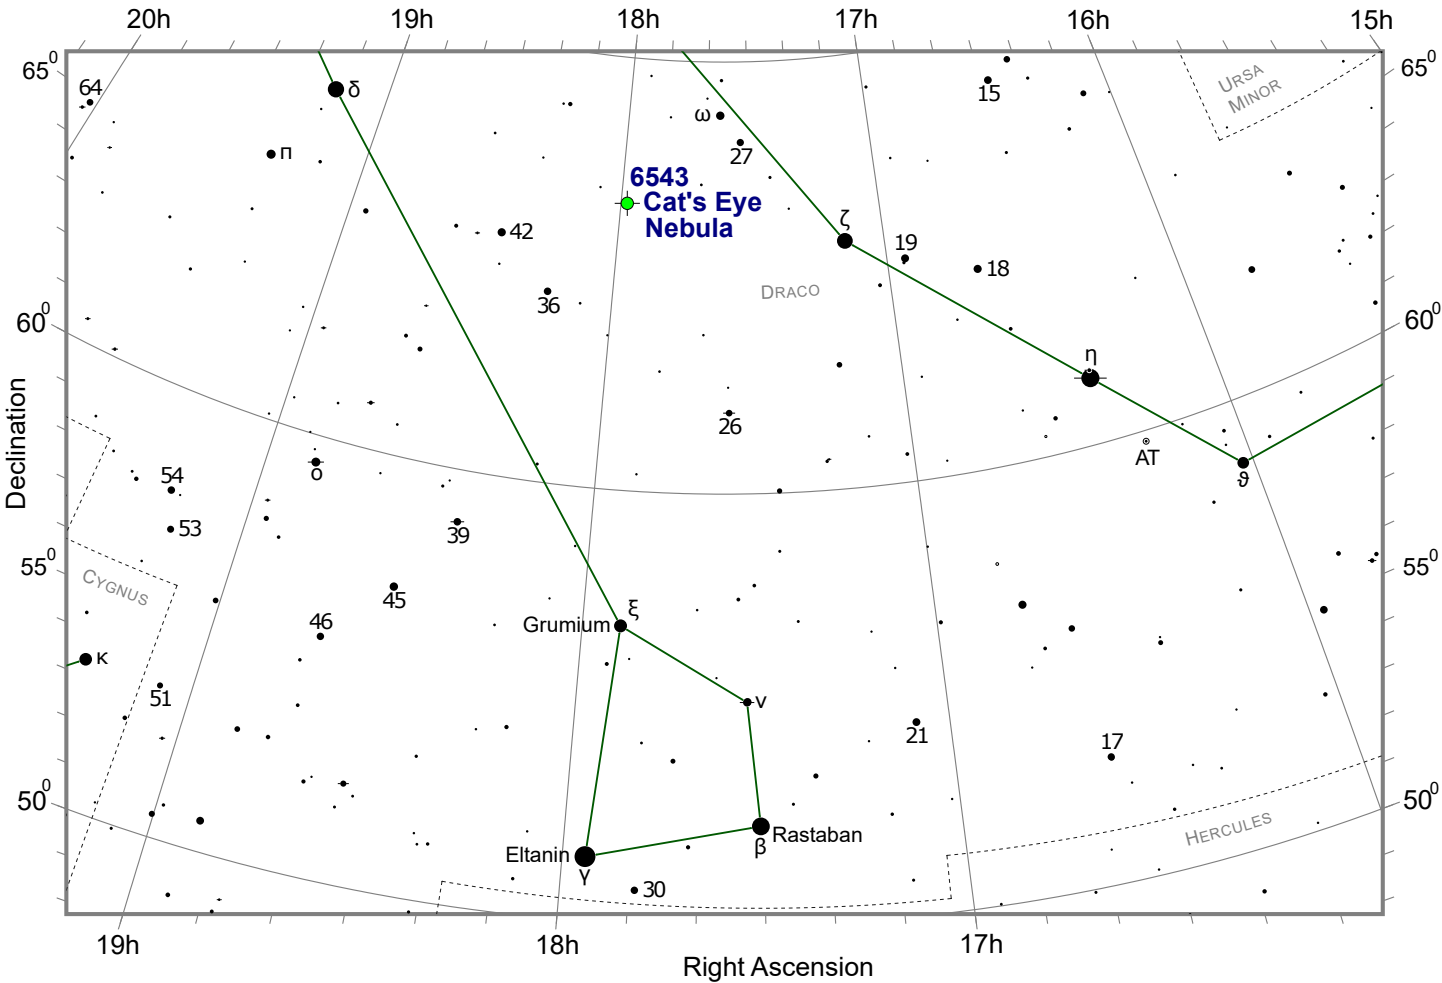 20h 19h 18h 17h 16h 15h
65⁰ 65⁰
URSA
MINOR
64 δ 15
ω
π 27
6543
Cat's Eye
Nebula
ζ
42 19
18
DRACO
36
60⁰ 60⁰
η
26
AT
ο
54 ϑ
53
39
55⁰ 55⁰
CYGNUS
45
46 ξ
Grumium
κ
51 ν
21 17
50⁰ 50⁰
HERCULES
Rastaban
β
Eltanin
γ
30
19h 18h 17h
Right Ascension
Declination